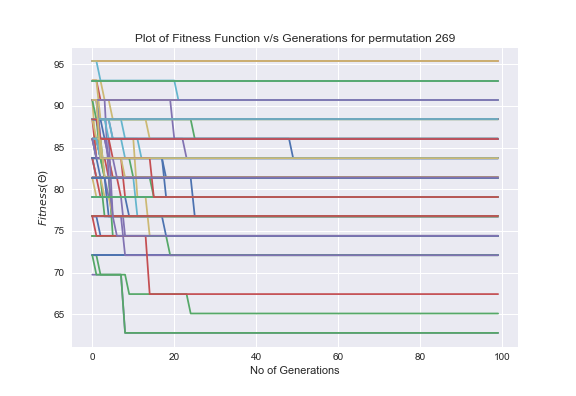 Plot of Fitness Function v/s Generations for permutation 269
95
90
85
80
75
70
65
Fitness(Θ)
0 20 40 60 80 100
No of Generations